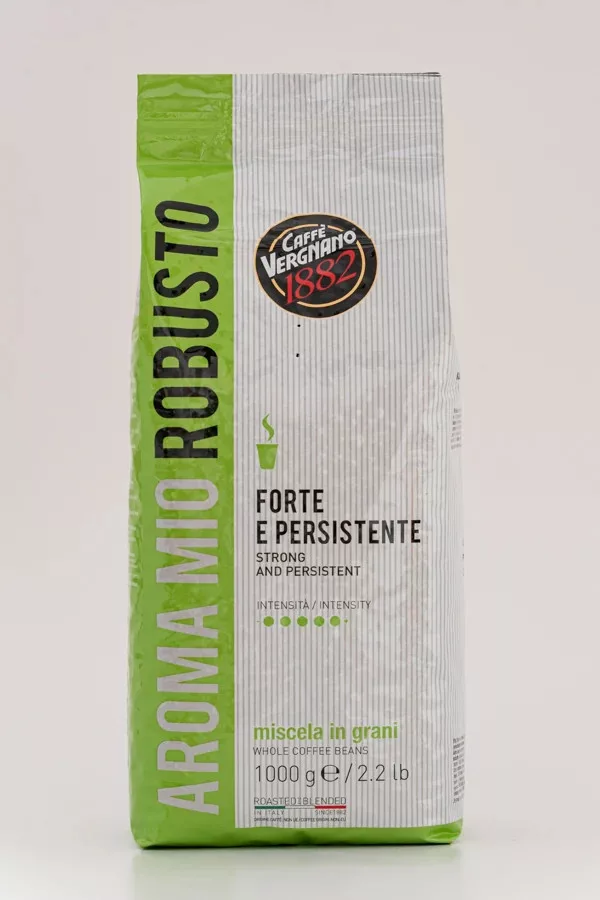 AROMA MIO ROBUSTO
CAFFÈ
VERGNANO
1882
FORTE
E PERSISTENTE
STRONG
AND PERSISTENT
INTENSITÀ / INTENSITY
miscela in grani
WHOLE COFFEE BEANS
1000 g ℮ / 2.2 lb
ROASTED&BLENDED
IN ITALY SINCE 1882